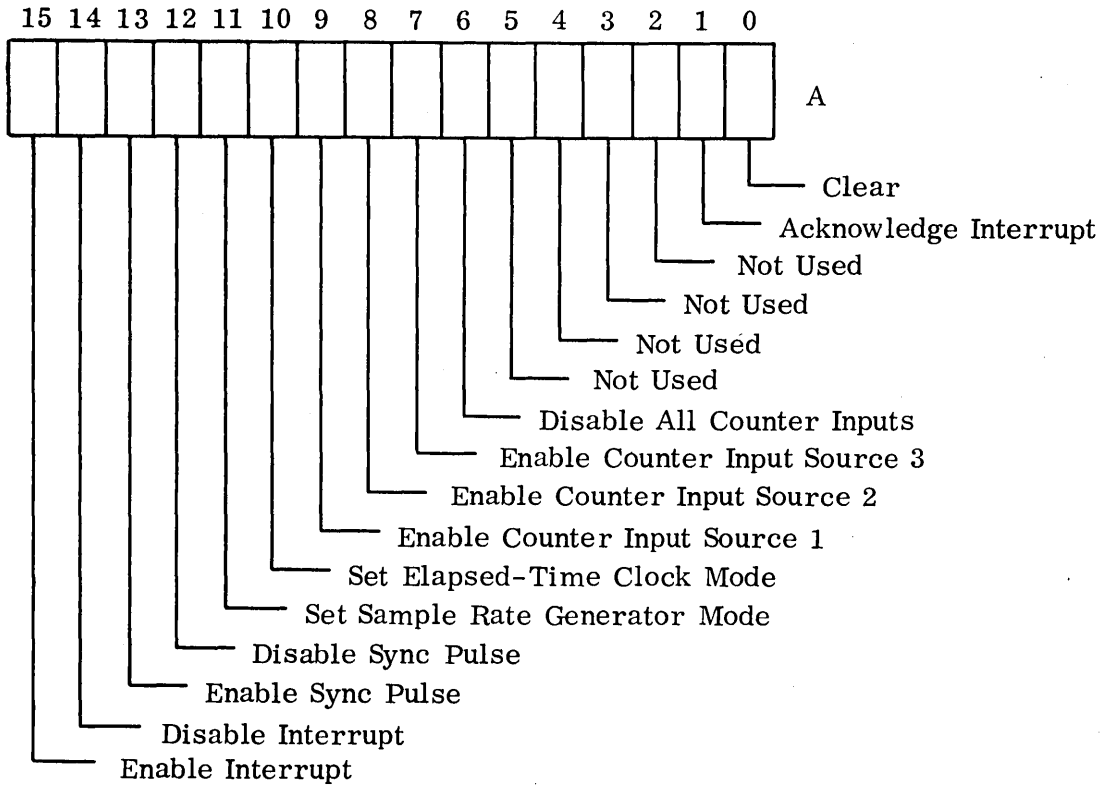 15 14 13 12 11 10 9 8 7 6 5 4 3 2 1 0
A
Clear
Acknowledge Interrupt
Not Used
Not Used
Not Used
Not Used
Disable All Counter Inputs
Enable Counter Input Source 3
Enable Counter Input Source 2
Enable Counter Input Source 1
Set Elapsed-Time Clock Mode
Set Sample Rate Generator Mode
Disable Sync Pulse
Enable Sync Pulse
Disable Interrupt
Enable Interrupt